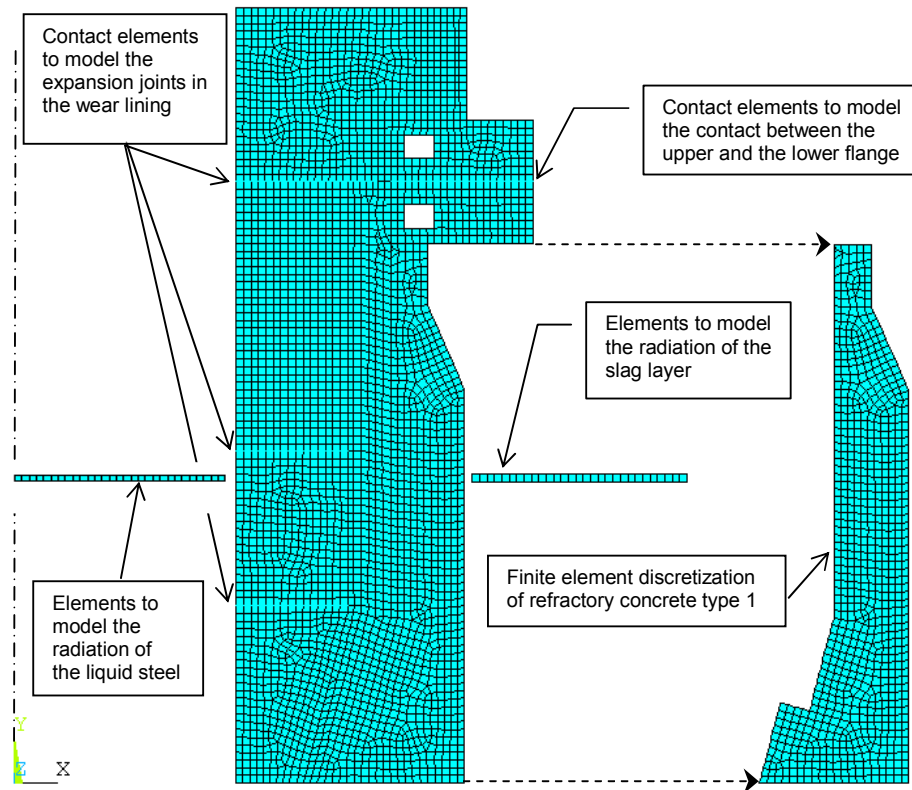 Contact elements
to model the
expansion joints in
the wear lining
Contact elements to model
the contact between the
upper and the lower flange
Elements to model
the radiation of the
slag layer
Finite element discretization
of refractory concrete type 1
Elements to
model the
radiation of
the liquid steel
Y
Z
X